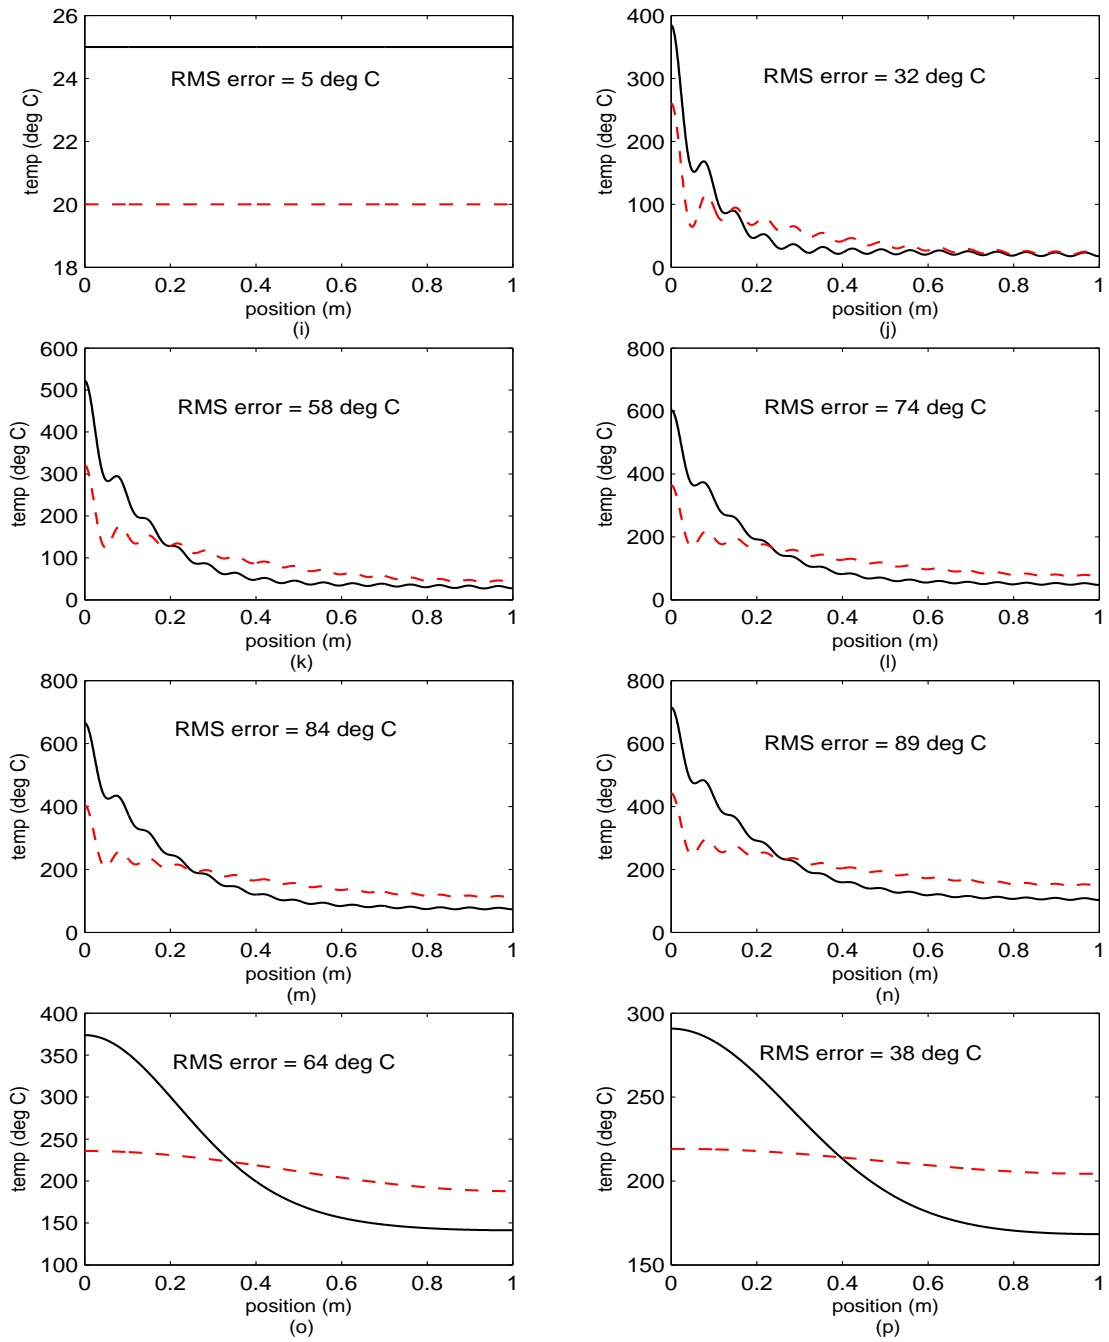 26
24
22
20
18
temp (deg C)
RMS error = 5 deg C
0 0.2 0.4 0.6 0.8 1
position (m)
(i)
400
300
200
100
0
temp (deg C)
RMS error = 32 deg C
0 0.2 0.4 0.6 0.8 1
position (m)
(j)
600
500
400
300
200
100
0
temp (deg C)
RMS error = 58 deg C
0 0.2 0.4 0.6 0.8 1
position (m)
(k)
800
600
400
200
0
temp (deg C)
RMS error = 74 deg C
0 0.2 0.4 0.6 0.8 1
position (m)
(l)
800
600
400
200
0
temp (deg C)
RMS error = 84 deg C
0 0.2 0.4 0.6 0.8 1
position (m)
(m)
800
600
400
200
0
temp (deg C)
RMS error = 89 deg C
0 0.2 0.4 0.6 0.8 1
position (m)
(n)
400
350
300
250
200
150
100
temp (deg C)
RMS error = 64 deg C
0 0.2 0.4 0.6 0.8 1
position (m)
(o)
300
250
200
150
temp (deg C)
RMS error = 38 deg C
0 0.2 0.4 0.6 0.8 1
position (m)
(p)